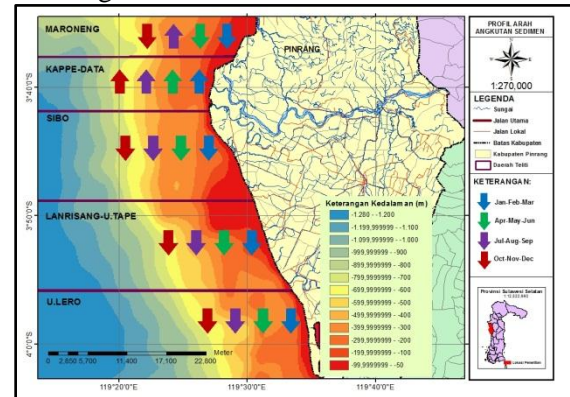 MARONENG
KAPPE-DATA
SIBO
LANRISANG-U.TAPE
U.LERO
PINRANG
3°40'0"S
3°50'0"S
4°0'0"S
119°20'0"E
119°30'0"E
119°40'0"E
0 2,850 5,700 11,400 17,100 22,800
Meter
Keterangan Kedalaman (m)
-1.280 - -1.200
-1.199,999999 - -1.100
-1.099,999999 - -1.000
-999,9999999 - -900
-899,9999999 - -800
-799,9999999 - -700
-699,9999999 - -600
-599,9999999 - -500
-499,9999999 - -400
-399,9999999 - -300
-299,9999999 - -200
-199,9999999 - -100
-99,9999999 - -50
PROFIL ARAH
ANGKUTAN SEDIMEN
1:270,000
LEGENDA
Sungai
Jalan Utama
Jalan Lokal
Batas Kabupaten
Kabupaten Pinrang
Daerah Teliti
KETERANGAN:
Jan-Feb-Mar
Apr-May-Jun
Jul-Aug-Sep
Oct-Nov-Dec
Provinsi Sulawesi Selatan
Lokasi Penelitian